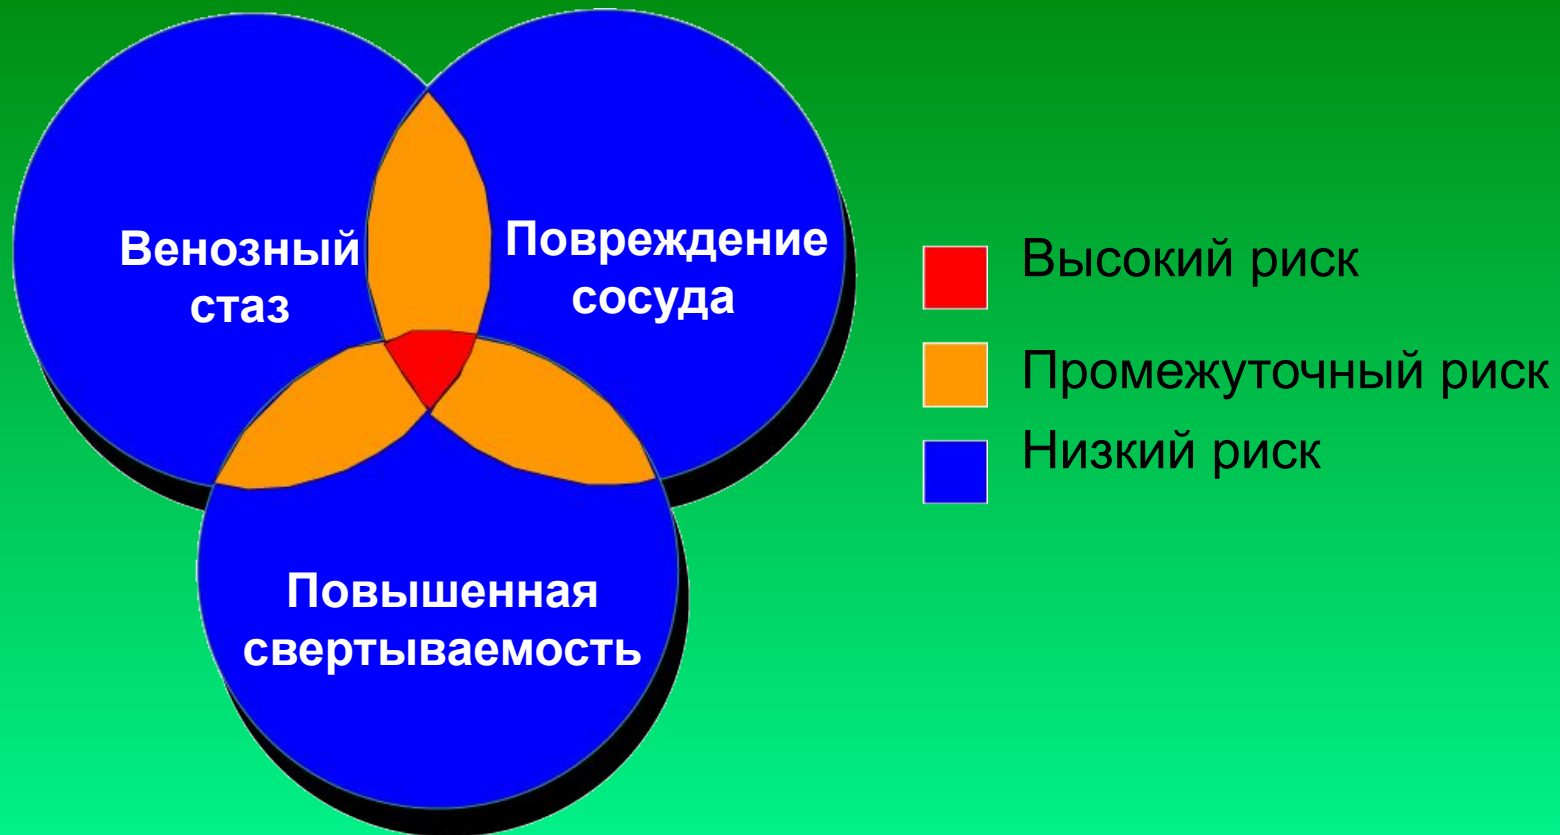 Венозный
стаз
Повреждение
сосуда
Повышенная
свертываемость
Высокий риск
Промежуточный риск
Низкий риск